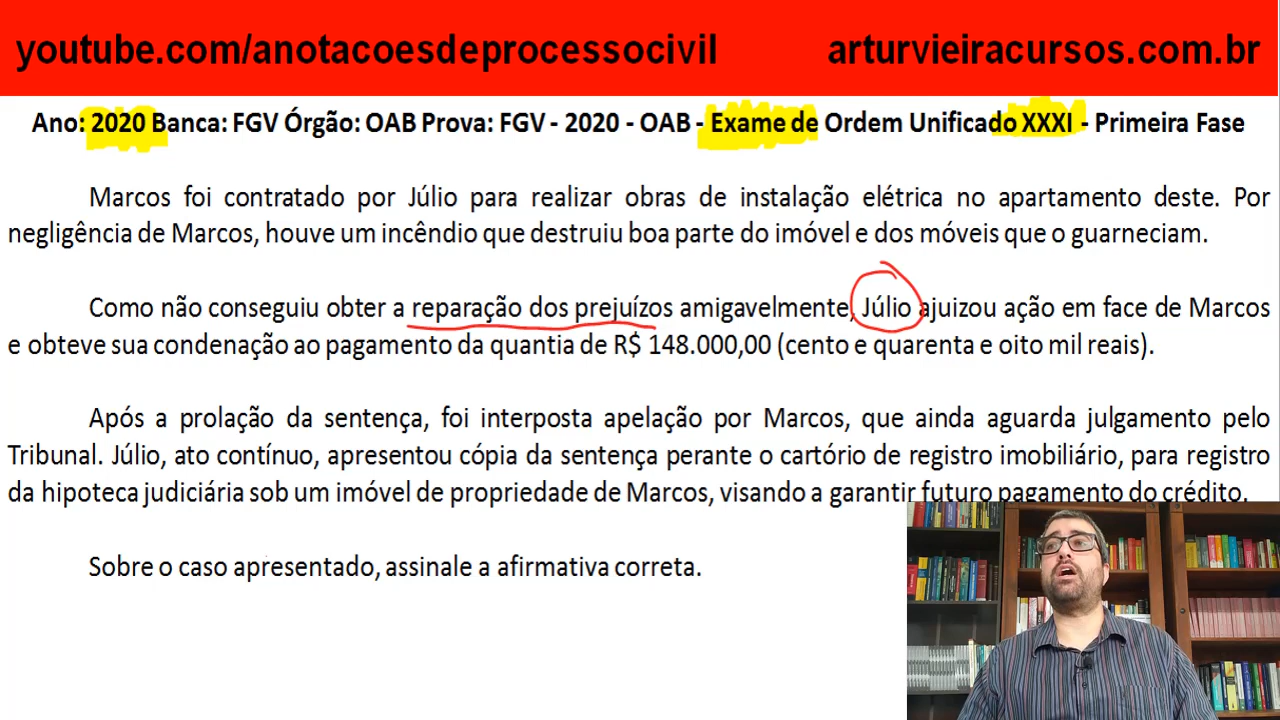 youtube.com/anotacoesdeprocessocivil arturvieiracursos.com.br
Ano: 2020 Banca: FGV Órgão: OAB Prova: FGV - 2020 - OAB - Exame de Ordem Unificado XXXI - Primeira Fase
Marcos foi contratado por Júlio para realizar obras de instalação elétrica no apartamento deste. Por
negligência de Marcos, houve um incêndio que destruiu boa parte do imóvel e dos móveis que o guarneciam.
Como não conseguiu obter a reparação dos prejuízos amigavelmente, Júlio ajuizou ação em face de Marcos
e obteve sua condenação ao pagamento da quantia de R$ 148.000,00 (cento e quarenta e oito mil reais).
Após a prolação da sentença, foi interposta apelação por Marcos, que ainda aguarda julgamento pelo
Tribunal. Júlio, ato contínuo, apresentou cópia da sentença perante o cartório de registro imobiliário, para registro
da hipoteca judiciária sob um imóvel de propriedade de Marcos, visando a garantir futuro pagamento do crédito.
Sobre o caso apresentado, assinale a afirmativa correta.